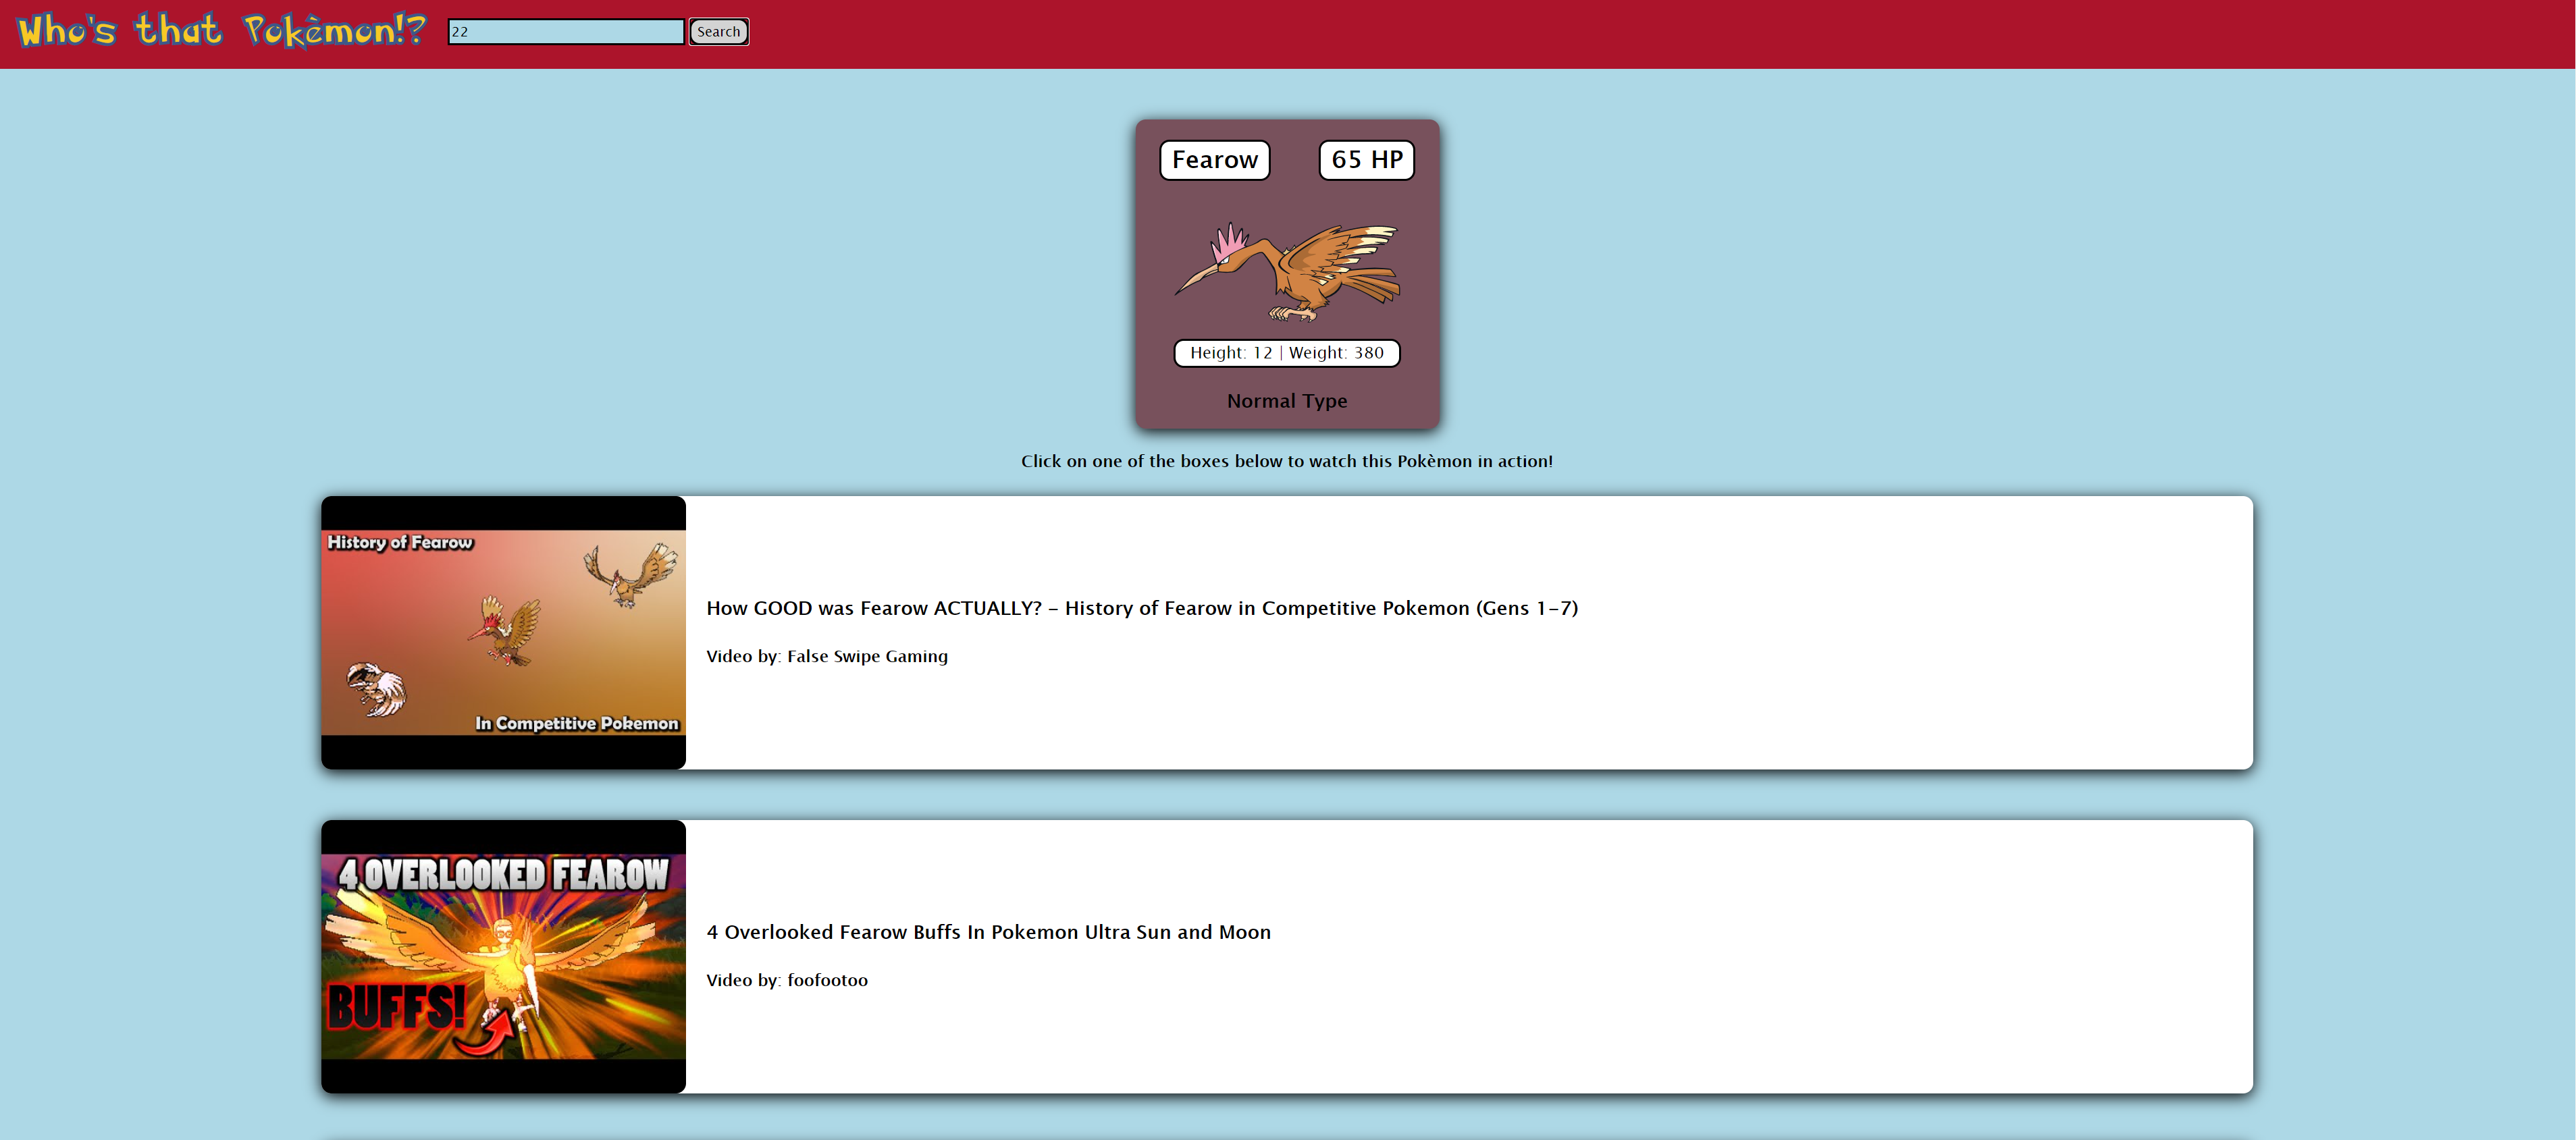 Who's that Pokèmon!?
22
Search
Fearow
65 HP
Height: 12 | Weight: 380
Normal Type
Click on one of the boxes below to watch this Pokèmon in action!
History of Fearow
In Competitive Pokemon
How GOOD was Fearow ACTUALLY? - History of Fearow in Competitive Pokemon (Gens 1-7)
Video by: False Swipe Gaming
4 OVERLOOKED FEAROW
BUFFS!
4 Overlooked Fearow Buffs In Pokemon Ultra Sun and Moon
Video by: foofootoo